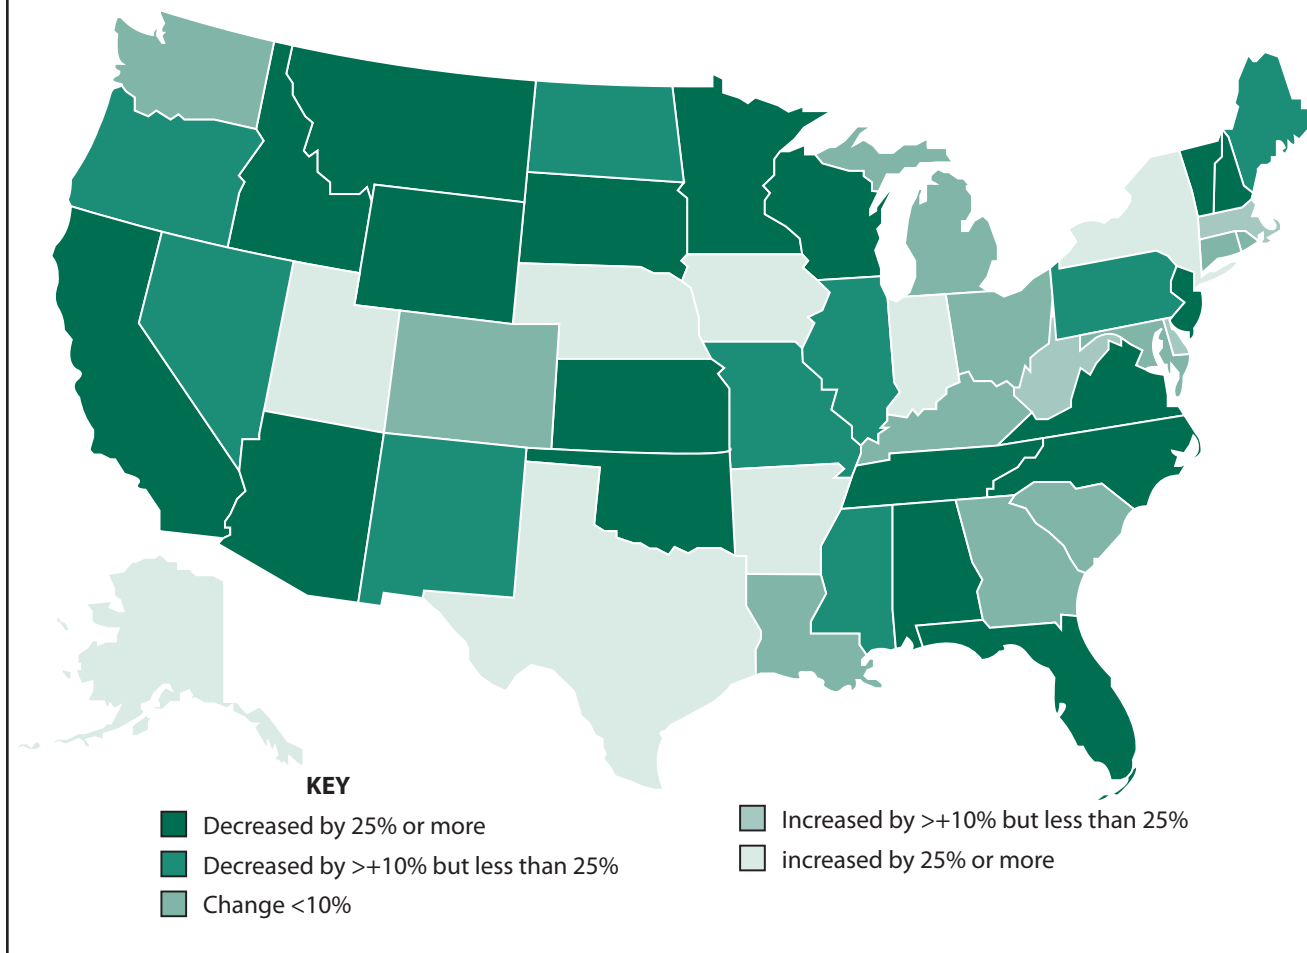 KEY
Decreased by 25% or more
Decreased by >+10% but less than 25%
Change <10%
Increased by >+10% but less than 25%
increased by 25% or more